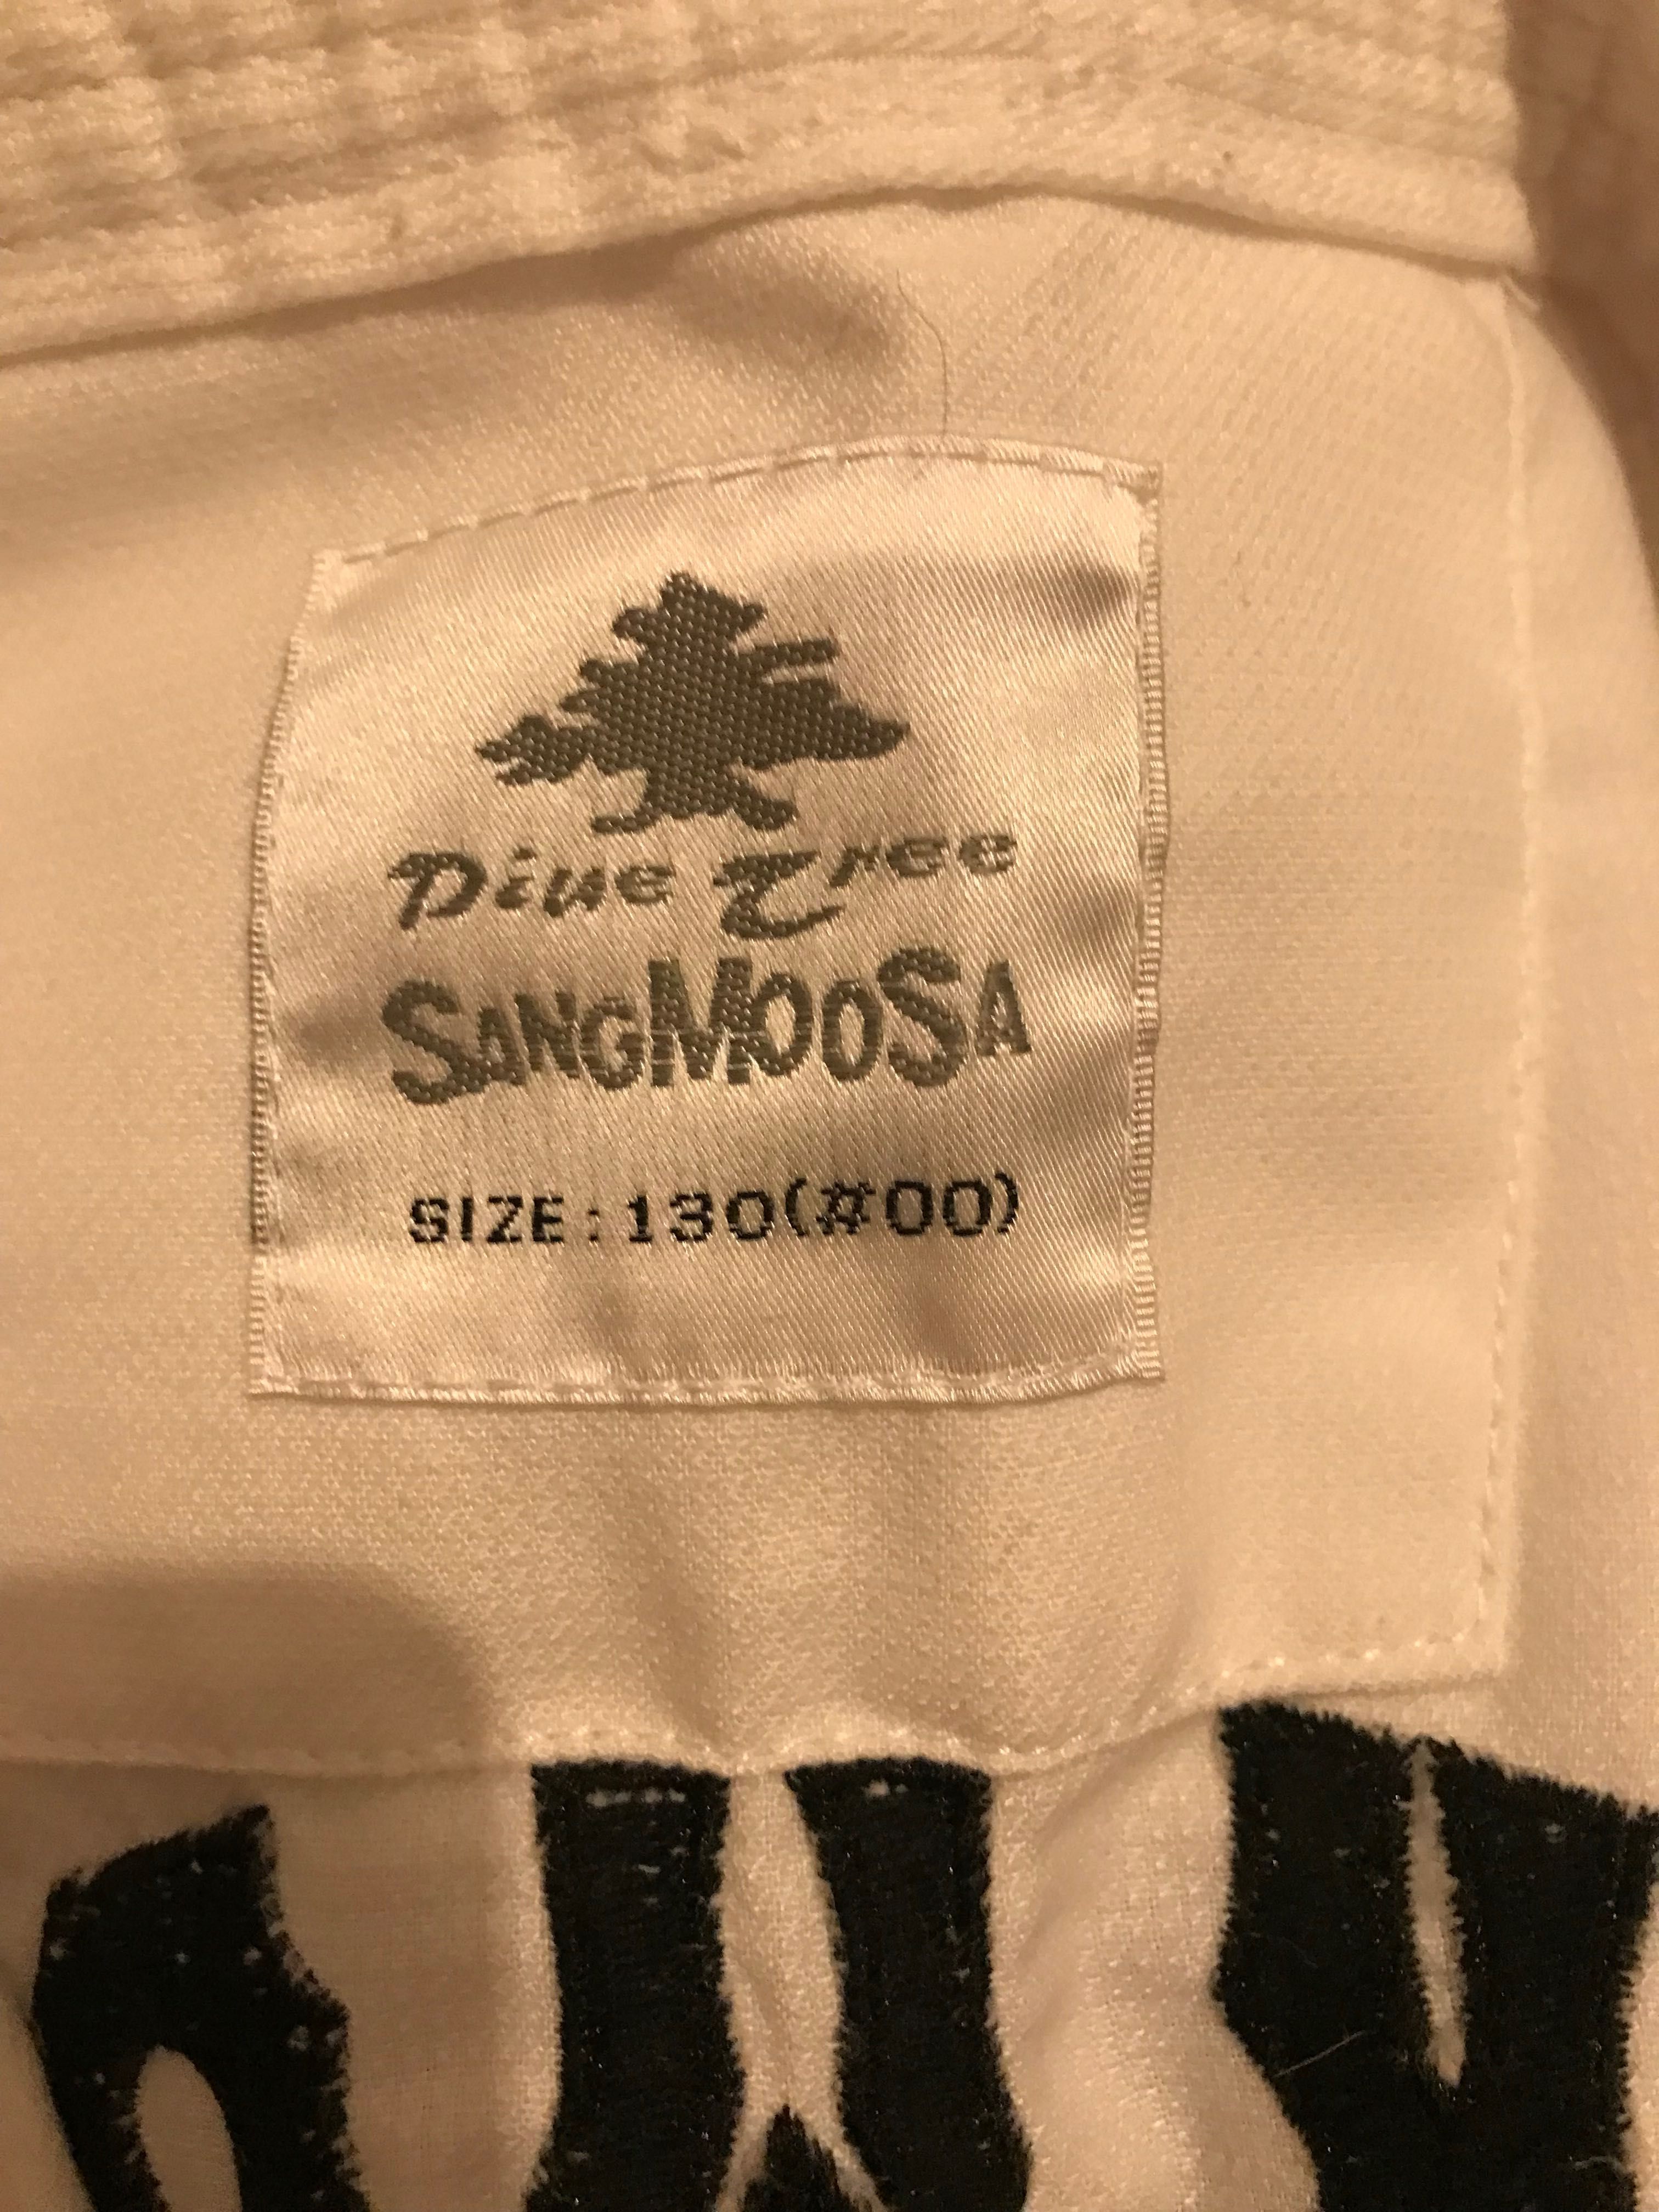 Pine Tree
SANGMOOSA
SIZE:130(#00)